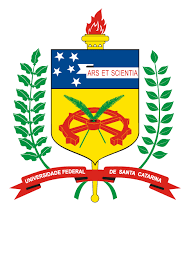 ARS ET SCIENTIA
UNIVERSIDADE FEDERAL DE SANTA CATARINA